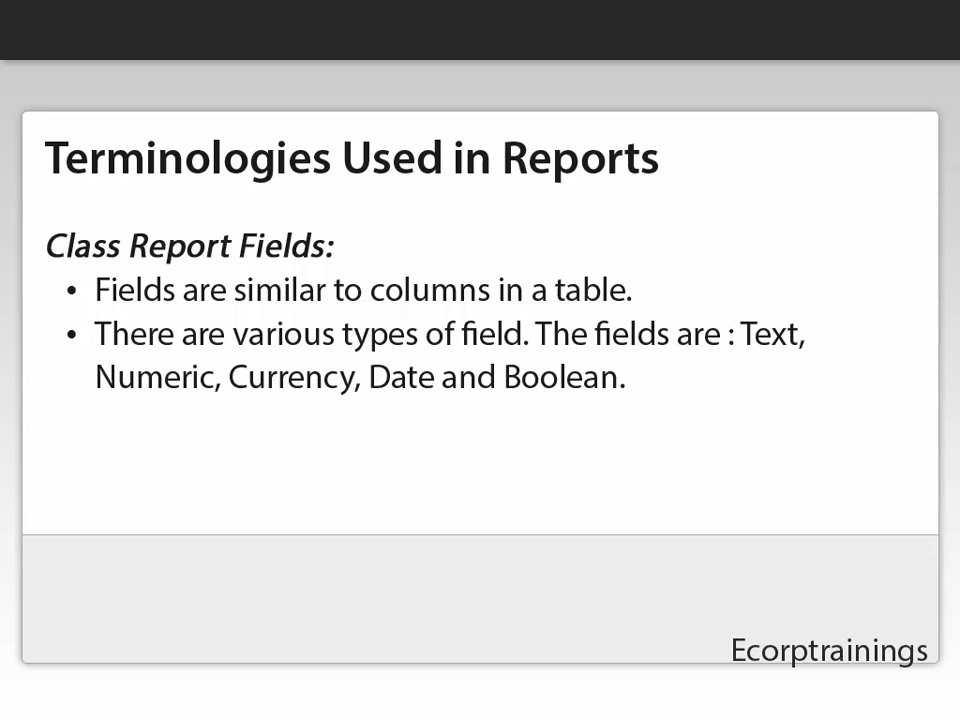 Terminologies Used in Reports
Class Report Fields:
• Fields are similar to columns in a table.
• There are various types of field. The fields are : Text,
Numeric, Currency, Date and Boolean.
Ecorptrainings